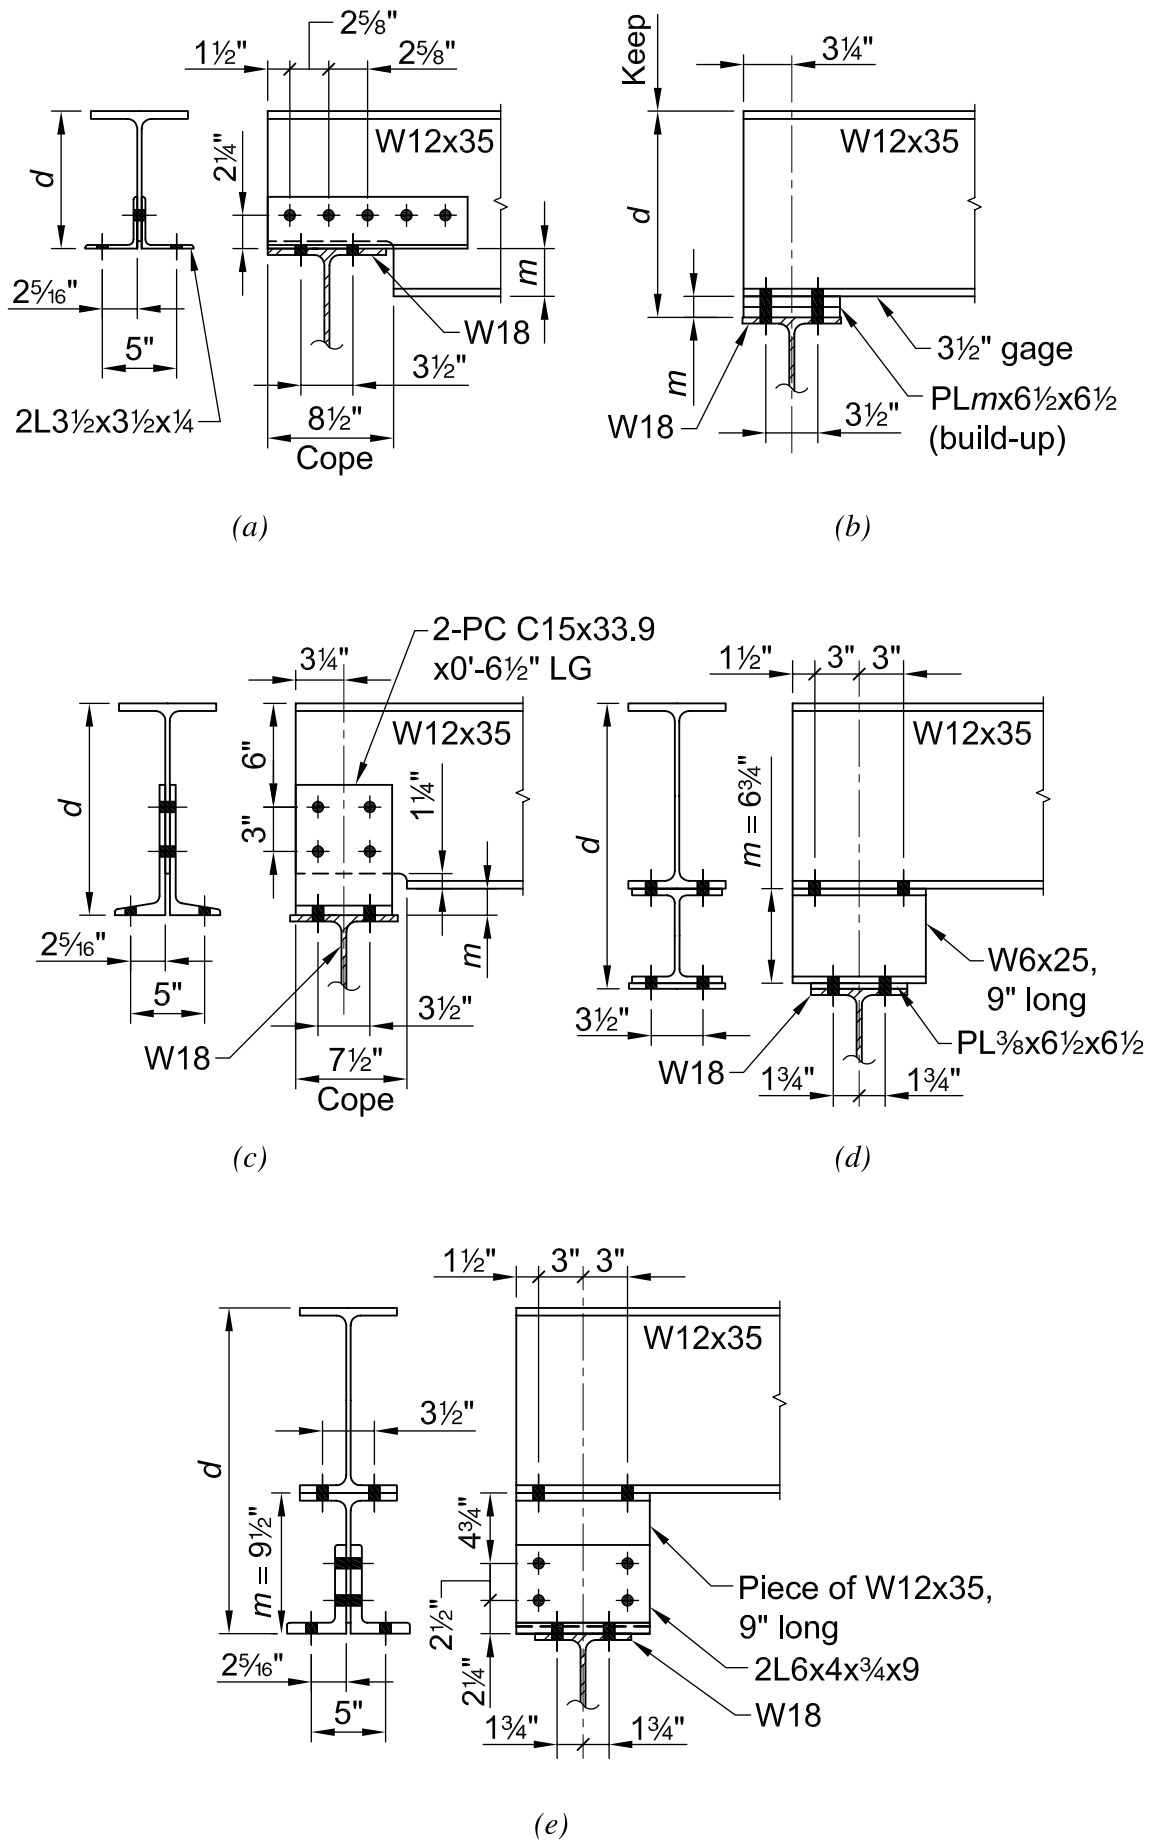 2⅝"
1½"
2⅝"
W12x35
2¼"
d
m
2⁵⁄₁₆"
5"
W18
3½"
8½"
Cope
2L3½x3½x¼
(a)
Keep
3¼"
W12x35
d
m
3½" gage
PLmx6½x6½
(build-up)
W18
3½"
(b)
2-PC C15x33.9
x0'-6½" LG
3¼"
W12x35
6"
3"
1¼"
d
m
2⁵⁄₁₆"
5"
3½"
W18
7½"
Cope
(c)
1½"
3"
3"
W12x35
m = 6¾"
d
W6x25,
9" long
3½"
PL⅜x6½x6½
W18
1¾"
1¾"
(d)
1½"
3"
3"
W12x35
3½"
d
m = 9½"
4¾"
2½"
2¼"
Piece of W12x35,
9" long
2L6x4x¾x9
W18
2⁵⁄₁₆"
5"
1¾"
1¾"
(e)